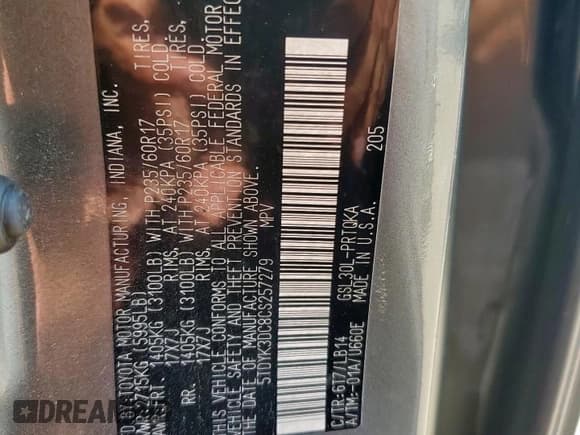 TOYOTA MOTOR MANUFACTURING, INDIANA, INC.
2715KG (5995LB)
TIRES,
1405KG (3100LB) WITH P235/60R17
17X7J RIMS, AT 240KPA (35PSI) COLD.
RR. 1405KG (3100LB) WITH P235/60R17 TIRES,
17X7J RIMS, AT 240KPA (35PSI) COLD.
THIS VEHICLE CONFORMS TO ALL APPLICABLE FEDERAL MOTOR
VEHICLE SAFETY AND THEFT PREVENTION STANDARDS IN EFFECT
THE DATE OF MANUFACTURE SHOWN ABOVE.
5TDYK3DC8CS257279 MPV
205
C/TR: 6T7/LB14 GSL30L-PRTQKA
A/TM: -01A/U660E MADE IN U.S.A.
DREAM